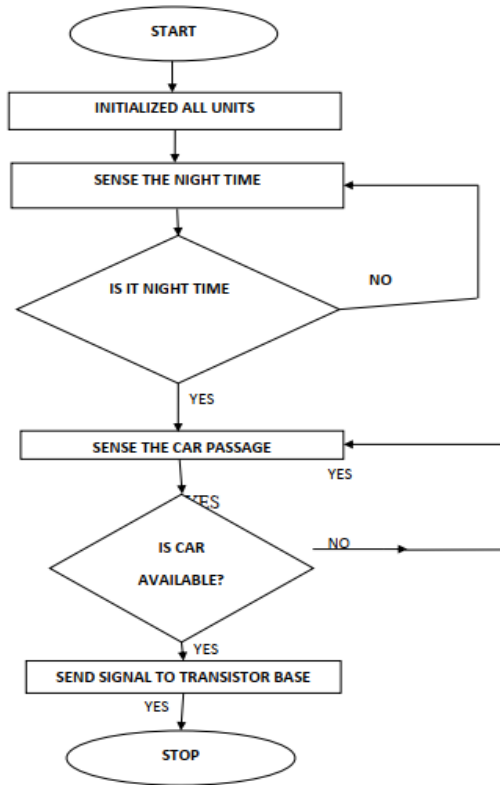 START
INITIALIZED ALL UNITS
SENSE THE NIGHT TIME
IS IT NIGHT TIME
NO
YES
SENSE THE CAR PASSAGE
YES
YES
IS CAR
AVAILABLE?
NO
YES
SEND SIGNAL TO TRANSISTOR BASE
YES
STOP